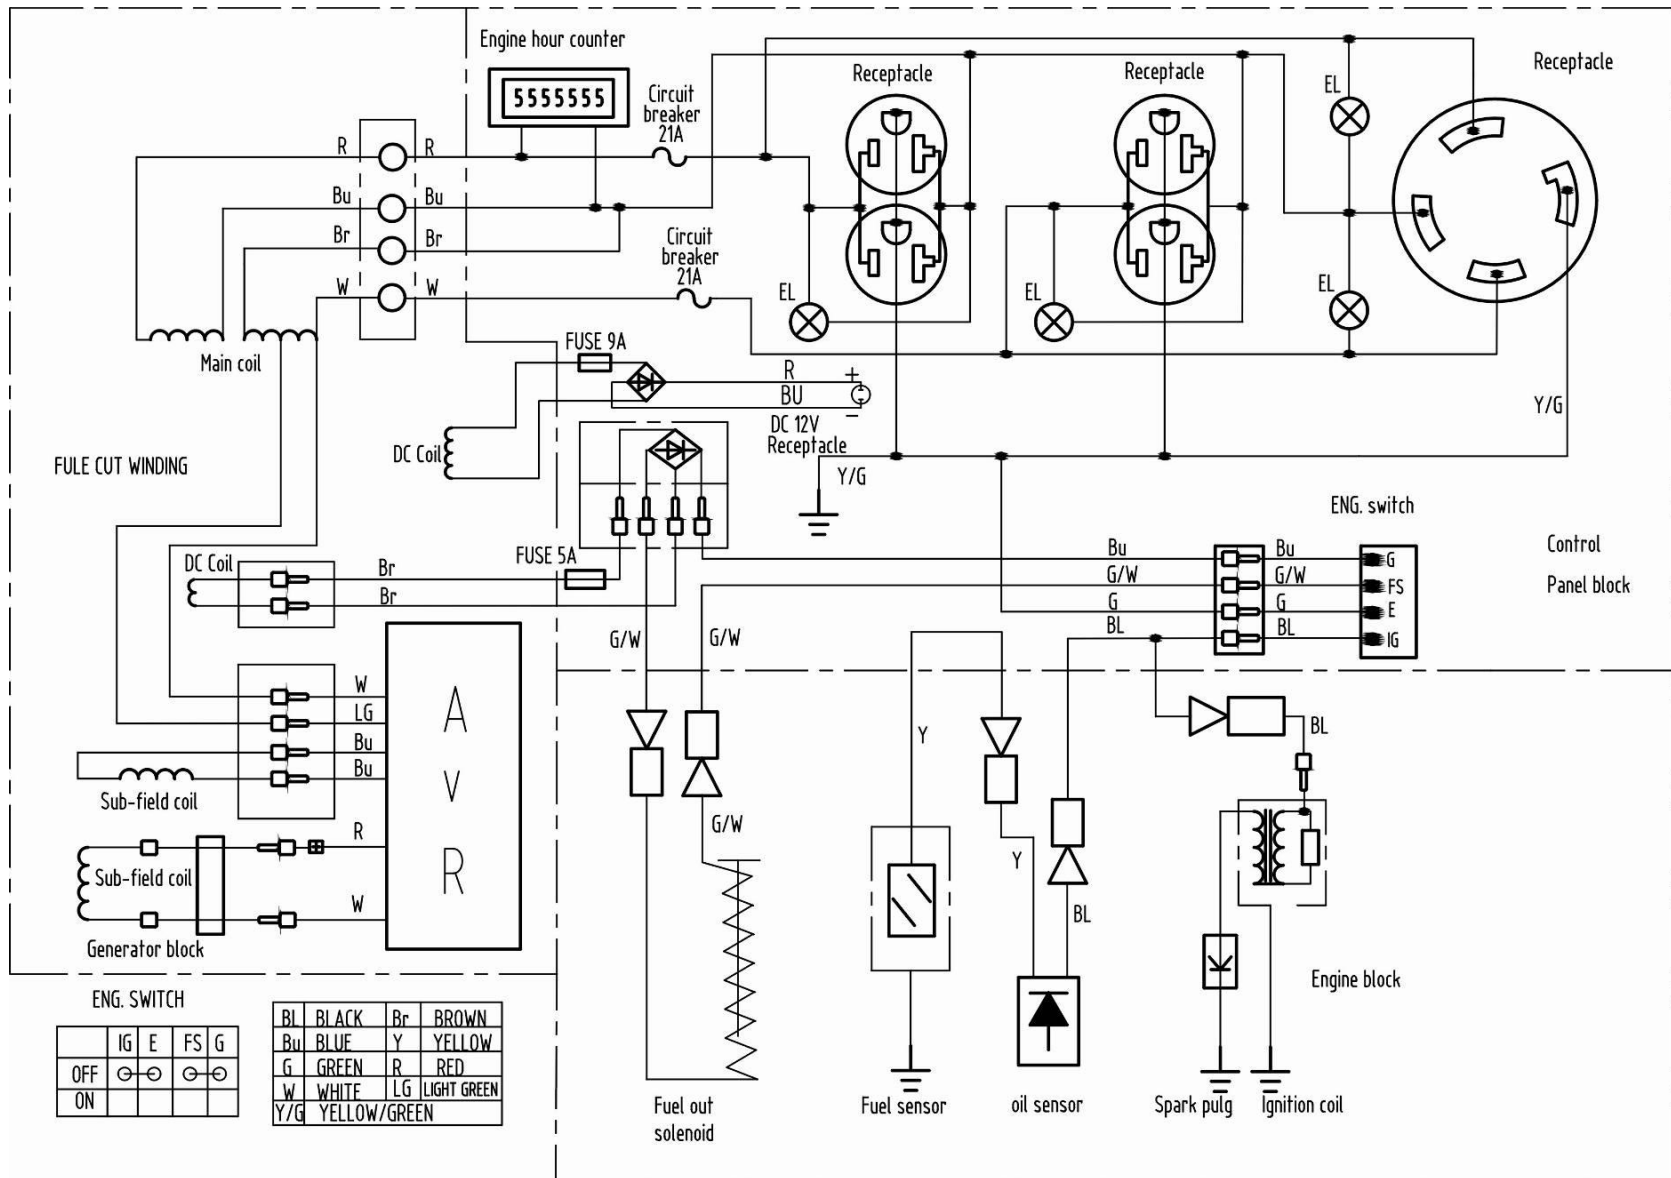 Engine hour counter
5555555
Circuit
breaker
21A
Receptacle
Receptacle
Receptacle
EL
R
R
Bu
Bu
Br
Br
W
W
Circuit
breaker
21A
EL
EL
EL
Main coil
FUSE 9A
R
+
BU
−
DC 12V
Receptacle
Y/G
DC Coil
FULE CUT WINDING
Y/G
ENG. switch
Control
Panel block
DC Coil
FUSE 5A
Br
Br
Bu
Bu
G
G/W
G/W
FS
G
G
E
BL
BL
IG
G/W
G/W
W
LG
Bu
Bu
A
V
R
Sub-field coil
R
Sub-field coil
W
Generator block
Y
BL
G/W
Y
BL
Engine block
ENG. SWITCH
IG E FS G
OFF
ON
BL BLACK Br BROWN
Bu BLUE Y YELLOW
G GREEN R RED
W WHITE LG LIGHT GREEN
Y/G YELLOW/GREEN
Fuel out
solenoid
Fuel sensor
oil sensor
Spark pulg
Ignition coil